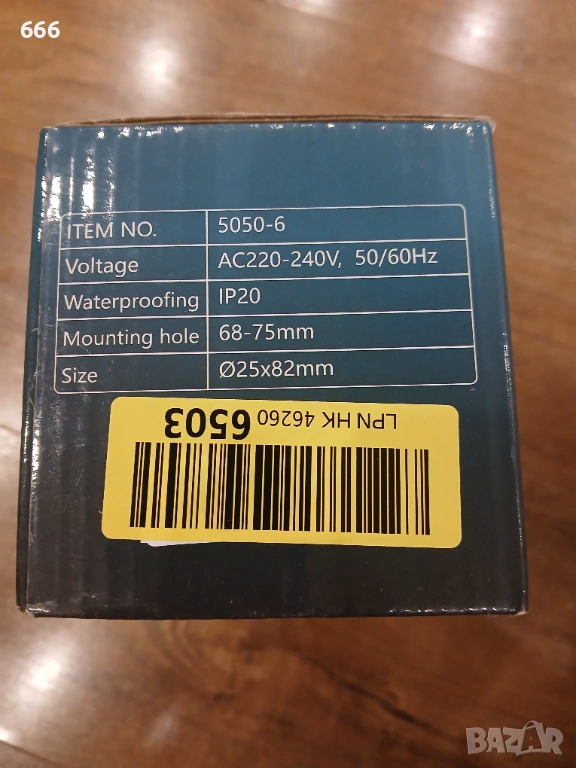 666
ITEM NO. 5050-6
Voltage AC220-240V, 50/60Hz
Waterproofing IP20
Mounting hole 68-75mm
Size Ø25x82mm
LPN HK 46260 6503
BAZAR